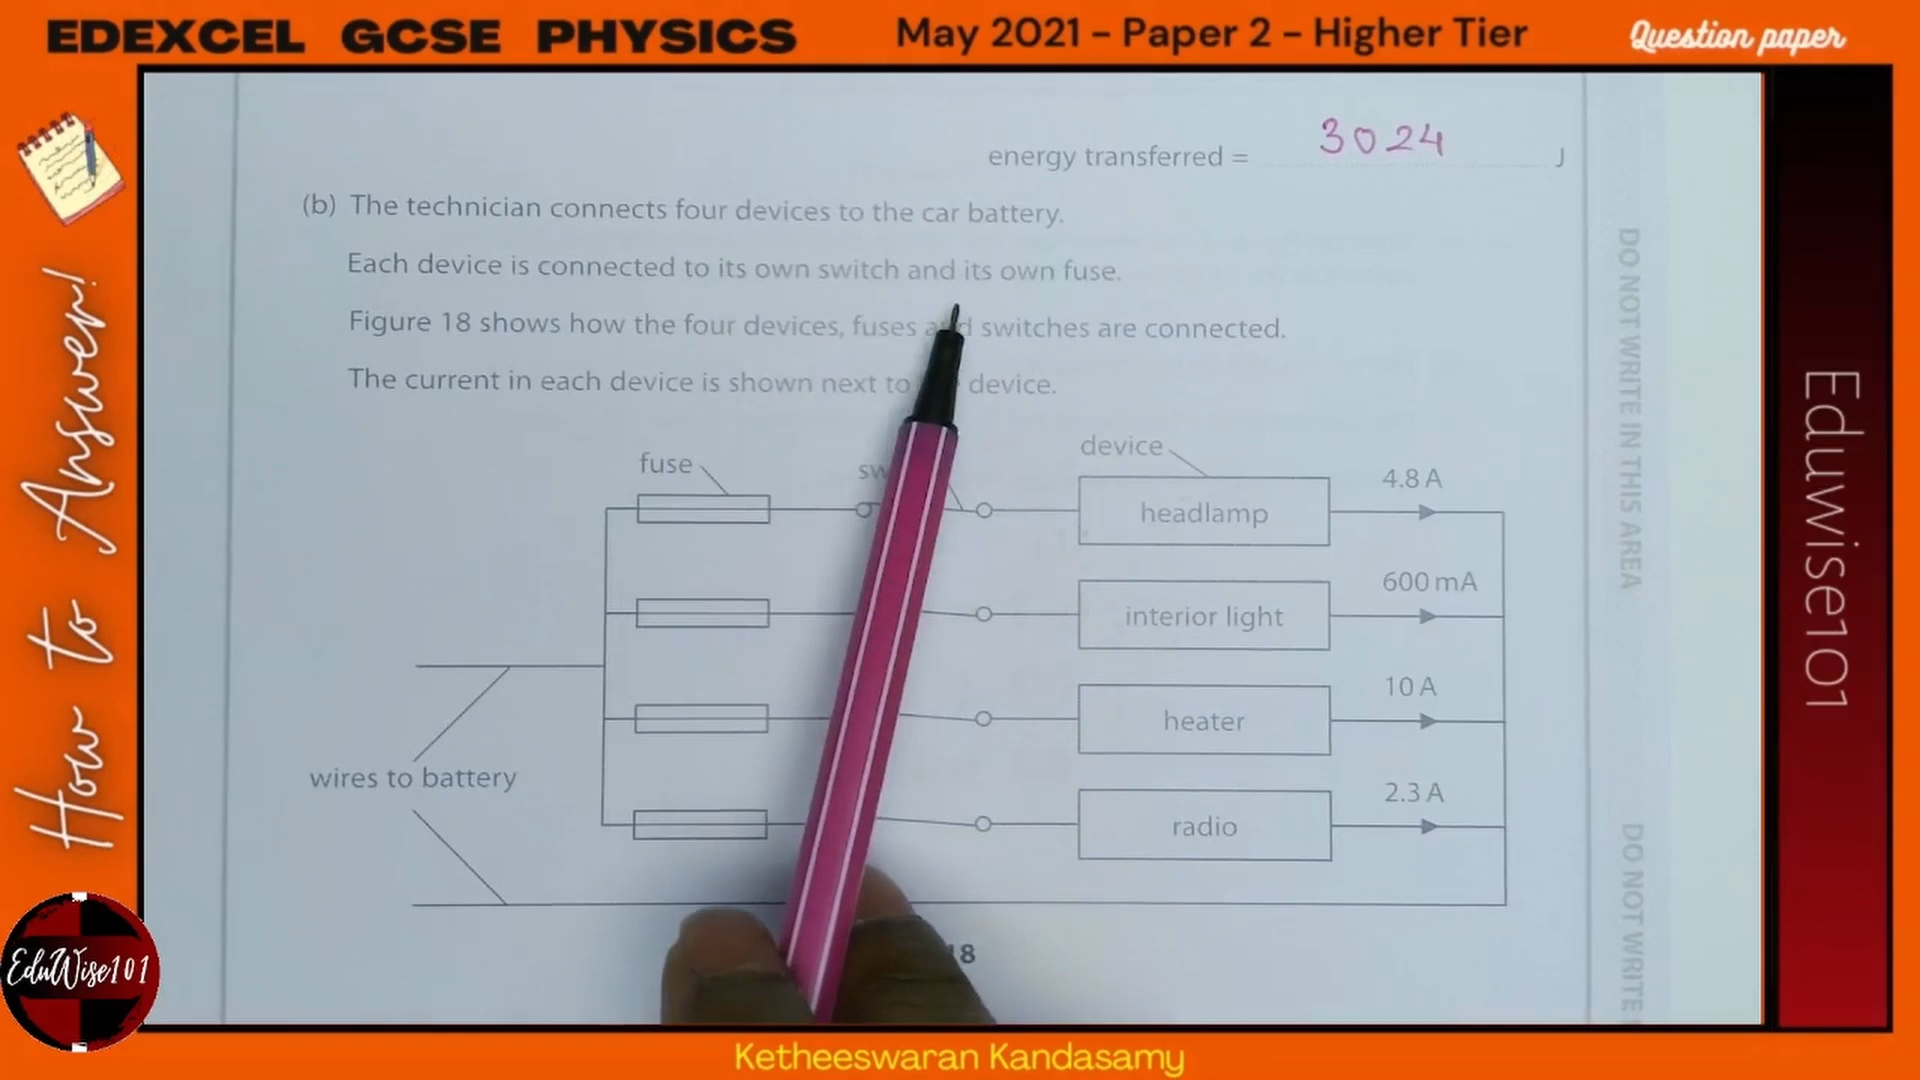 EDEXCEL GCSE PHYSICS
May 2021 - Paper 2 - Higher Tier
Question paper
How to Answer!
energy transferred = 3024 J
(b) The technician connects four devices to the car battery.
Each device is connected to its own switch and its own fuse.
Figure 18 shows how the four devices, fuses and switches are connected.
The current in each device is shown next to device.
fuse
device
headlamp
4.8 A
interior light
600 mA
heater
10 A
radio
2.3 A
wires to battery
18
DO NOT WRITE IN THIS AREA
DO NOT WRITE
Eduwise101
EduWise101
Ketheeswaran Kandasamy